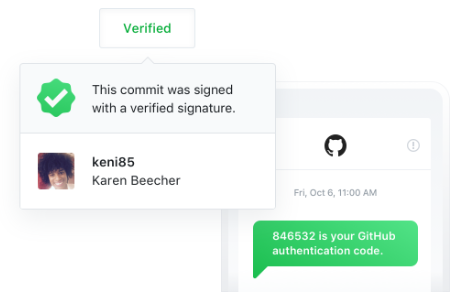 Verified
This commit was signed
with a verified signature.
keni85
Karen Beecher
Fri, Oct 6, 11:00 AM
846532 is your GitHub
authentication code.